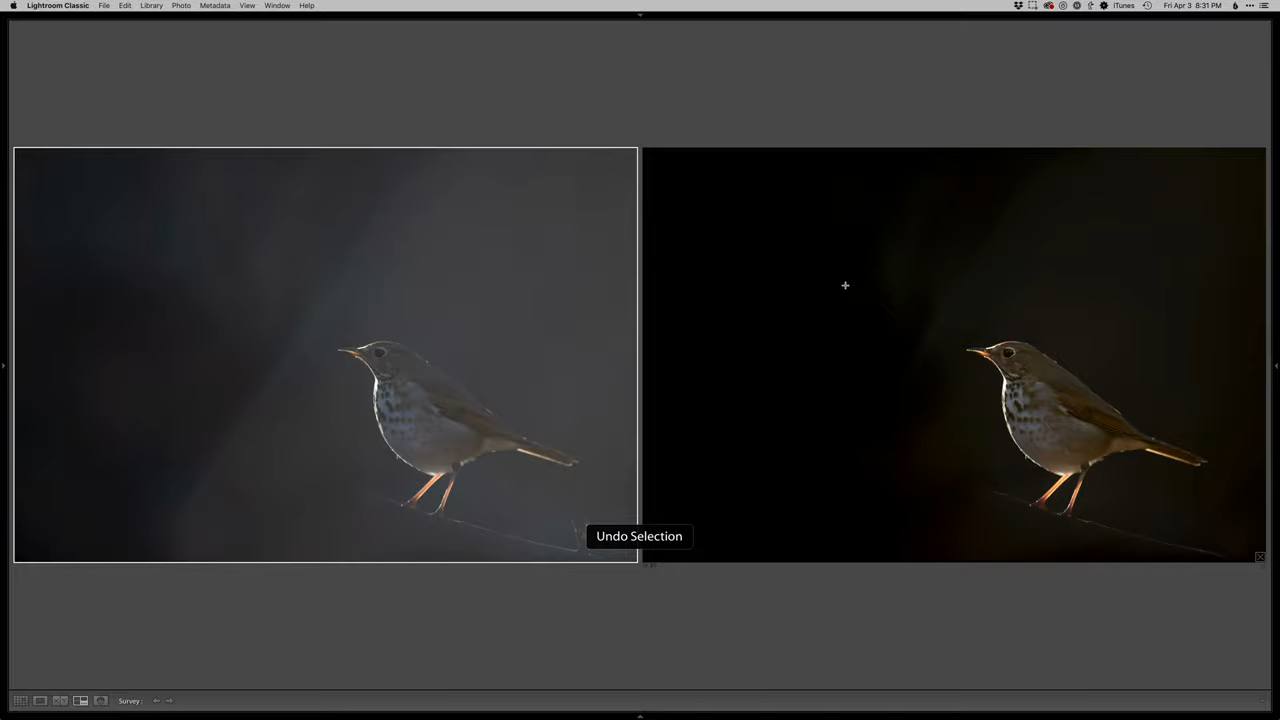 Lightroom Classic File Edit Library Photo Metadata View Window Help iTunes Fri Apr 3 8:31 PM
Undo Selection
Survey :